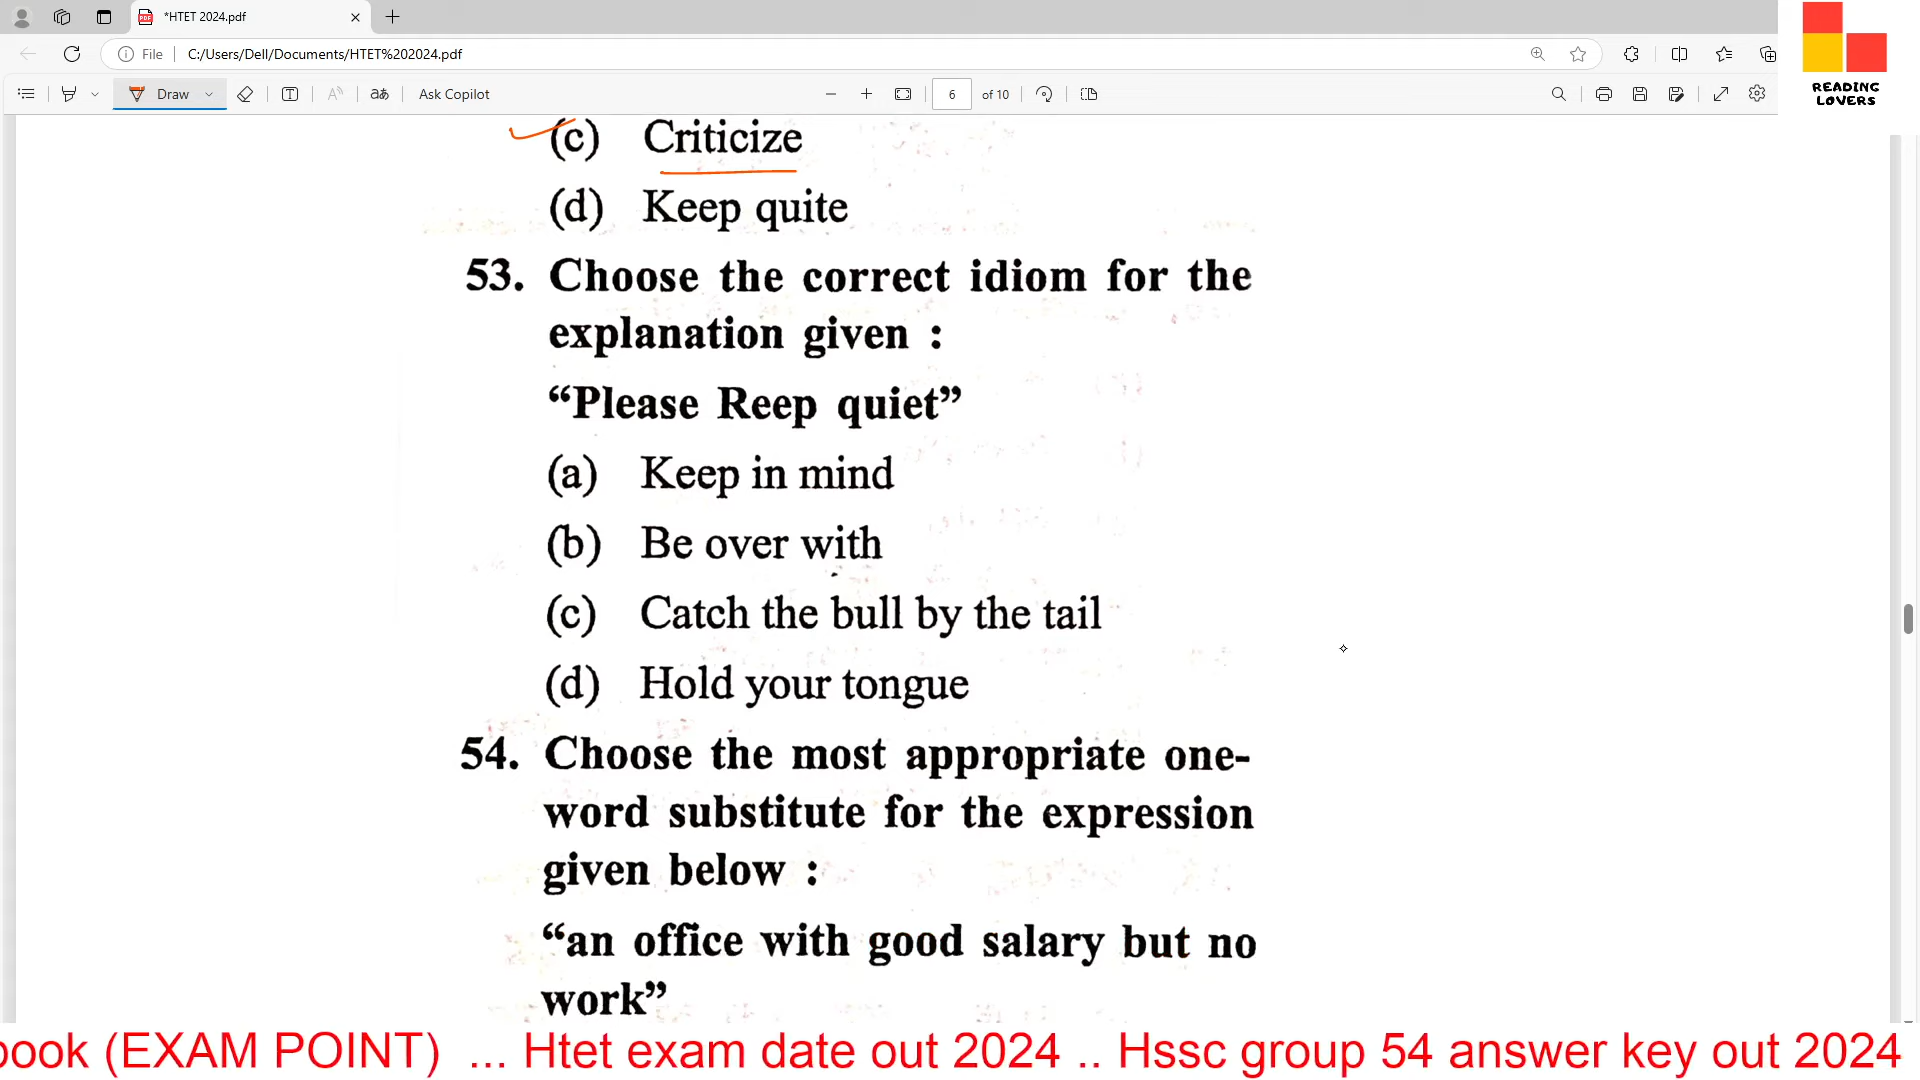 *HTET 2024.pdf
File
C:/Users/Dell/Documents/HTET%202024.pdf
READING
LOVERS
Draw
Ask Copilot
6
of 10
(c) Criticize
(d) Keep quite
53. Choose the correct idiom for the
explanation given :
“Please Reep quiet”
(a) Keep in mind
(b) Be over with
(c) Catch the bull by the tail
(d) Hold your tongue
54. Choose the most appropriate one-
word substitute for the expression
given below :
“an office with good salary but no
work”
book (EXAM POINT) ... Htet exam date out 2024 .. Hssc group 54 answer key out 2024